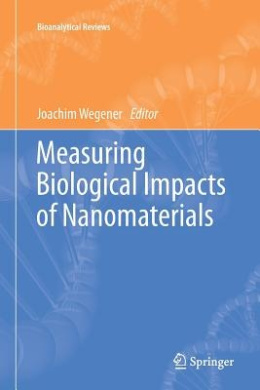 Bioanalytical Reviews
Joachim Wegener Editor
Measuring
Biological Impacts
of Nanomaterials
Springer